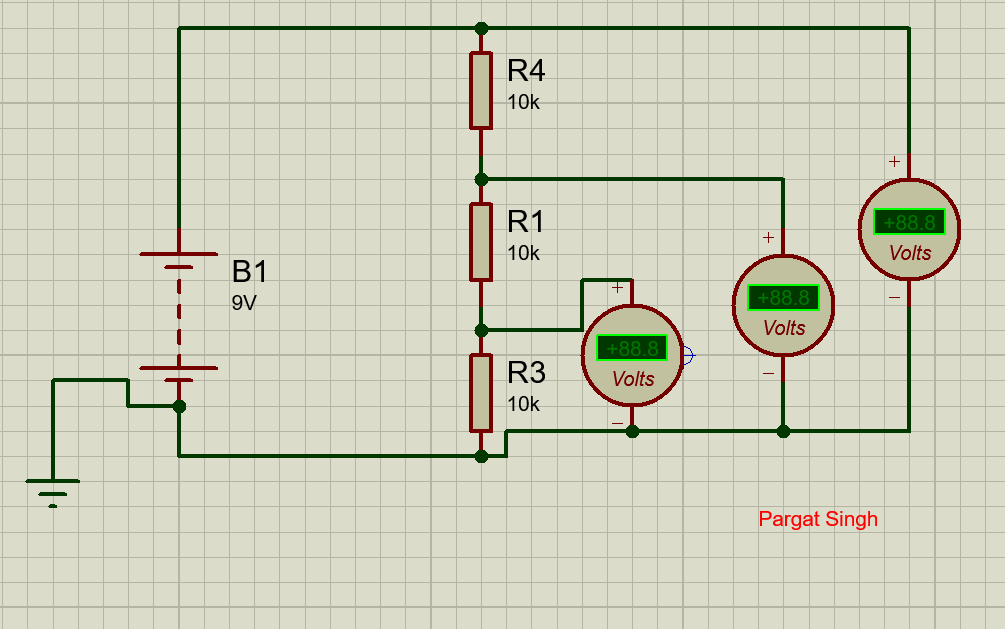 R4
10k
R1
10k
R3
10k
B1
9V
+
+88.8
Volts
−
+
+88.8
Volts
−
+
+88.8
Volts
−
Pargat Singh